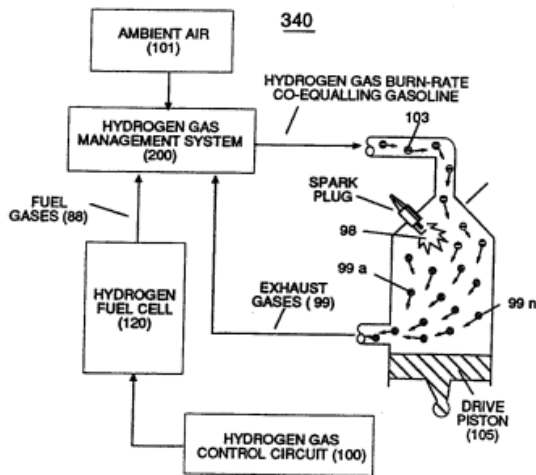 340
AMBIENT AIR
(101)
HYDROGEN GAS BURN-RATE
CO-EQUALLING GASOLINE
103
HYDROGEN GAS
MANAGEMENT SYSTEM
(200)
SPARK
PLUG
98
FUEL
GASES (88)
99 a
EXHAUST
GASES (99)
99 n
HYDROGEN
FUEL CELL
(120)
DRIVE
PISTON
(105)
HYDROGEN GAS
CONTROL CIRCUIT (100)